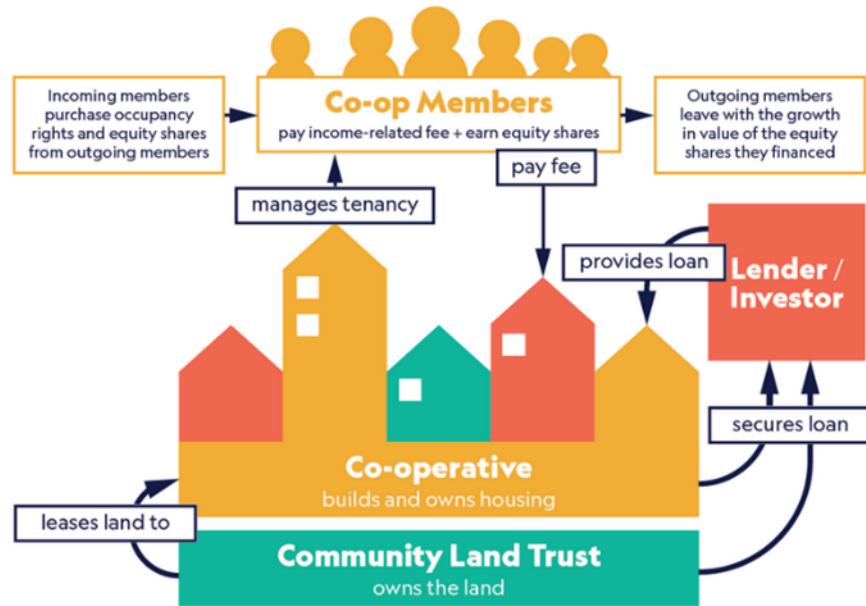 Incoming members
purchase occupancy
rights and equity shares
from outgoing members
Co-op Members
pay income-related fee + earn equity shares
Outgoing members
leave with the growth
in value of the equity
shares they financed
pay fee
manages tenancy
provides loan
Lender /
Investor
secures loan
Co-operative
builds and owns housing
leases land to
Community Land Trust
owns the land